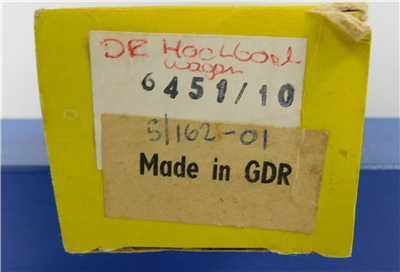 DR Hochbord
wagen
6451/10
5/162-01
Made in GDR